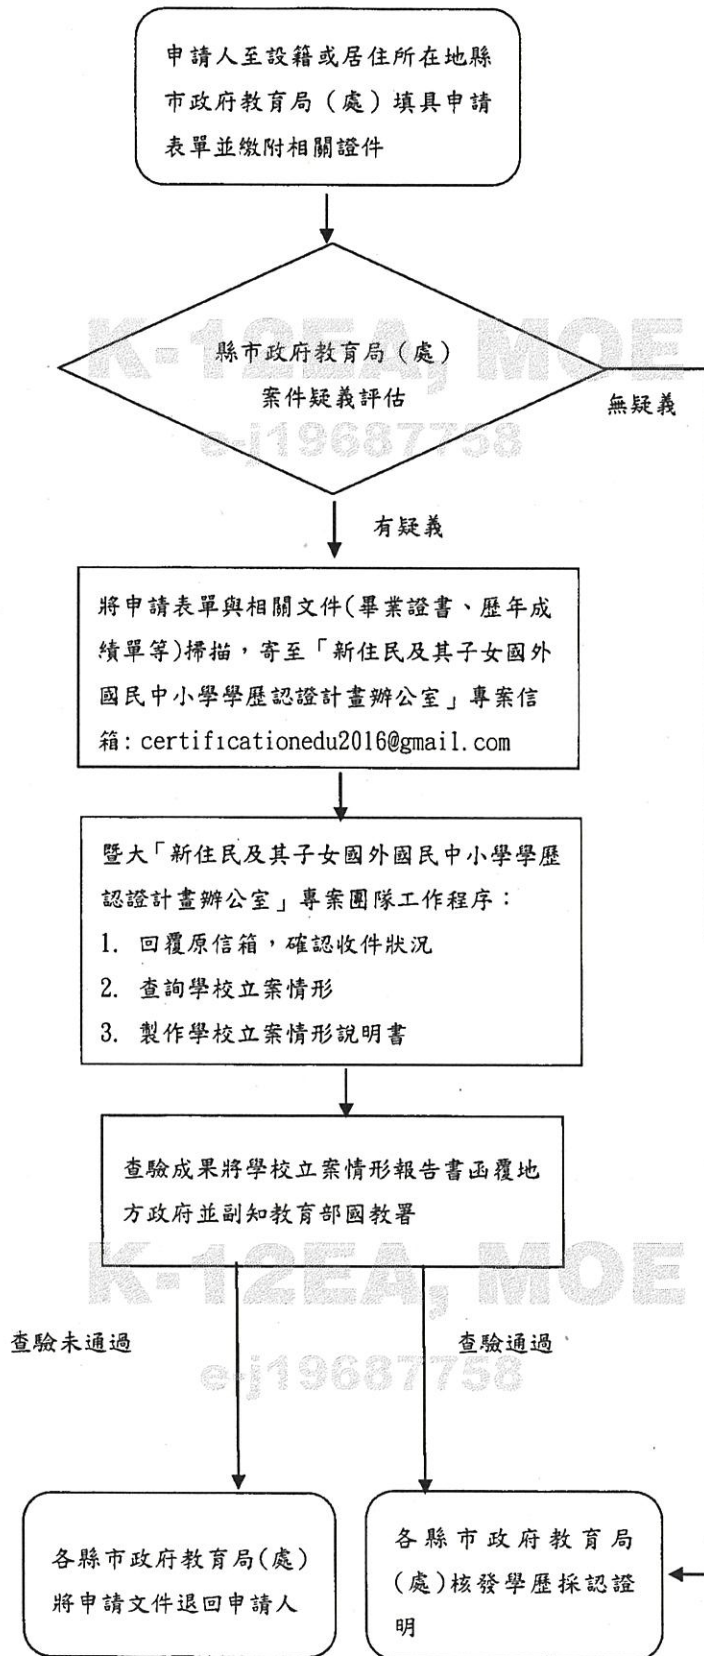 申請人至設籍或居住所在地縣
市政府教育局（處）填具申請
表單並繳附相關證件
K-12EA, MOE
縣市政府教育局（處）
案件疑義評估
無疑義
e-j19687758
有疑義
將申請表單與相關文件(畢業證書、歷年成
績單等)掃描，寄至「新住民及其子女國外
國民中小學學歷認證計畫辦公室」專案信
箱: certificationedu2016@gmail.com
暨大「新住民及其子女國外國民中小學學歷
認證計畫辦公室」專案團隊工作程序：
1. 回覆原信箱，確認收件狀況
2. 查詢學校立案情形
3. 製作學校立案情形說明書
查驗成果將學校立案情形報告書函覆地
方政府並副知教育部國教署
K-12EA, MOE
查驗未通過
查驗通過
e-j19687758
各縣市政府教育局(處)
將申請文件退回申請人
各縣市政府教育局
(處)核發學歷採認證
明